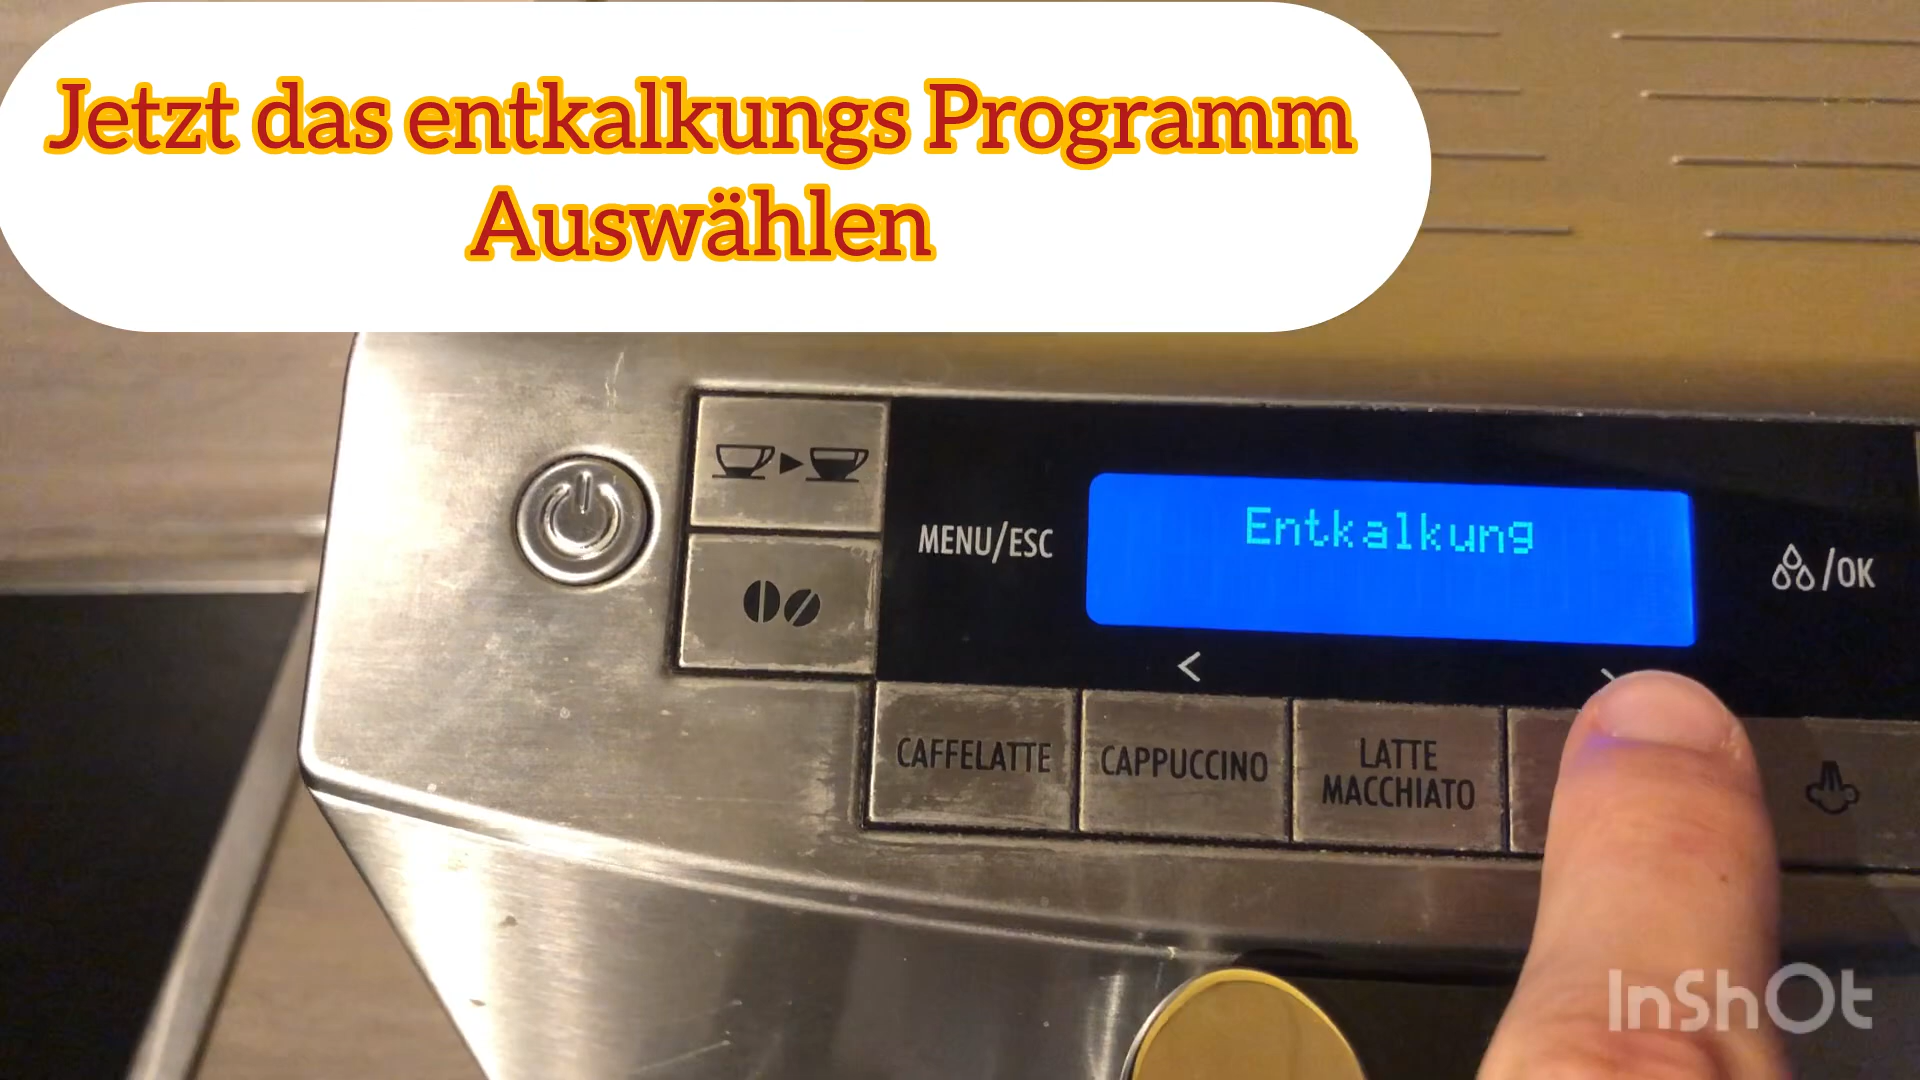 Jetzt das entkalkungs Programm
Auswählen
MENU/ESC
Entkalkung
/OK
<
>
CAFFELATTE
CAPPUCCINO
LATTE
MACCHIATO
InShOt